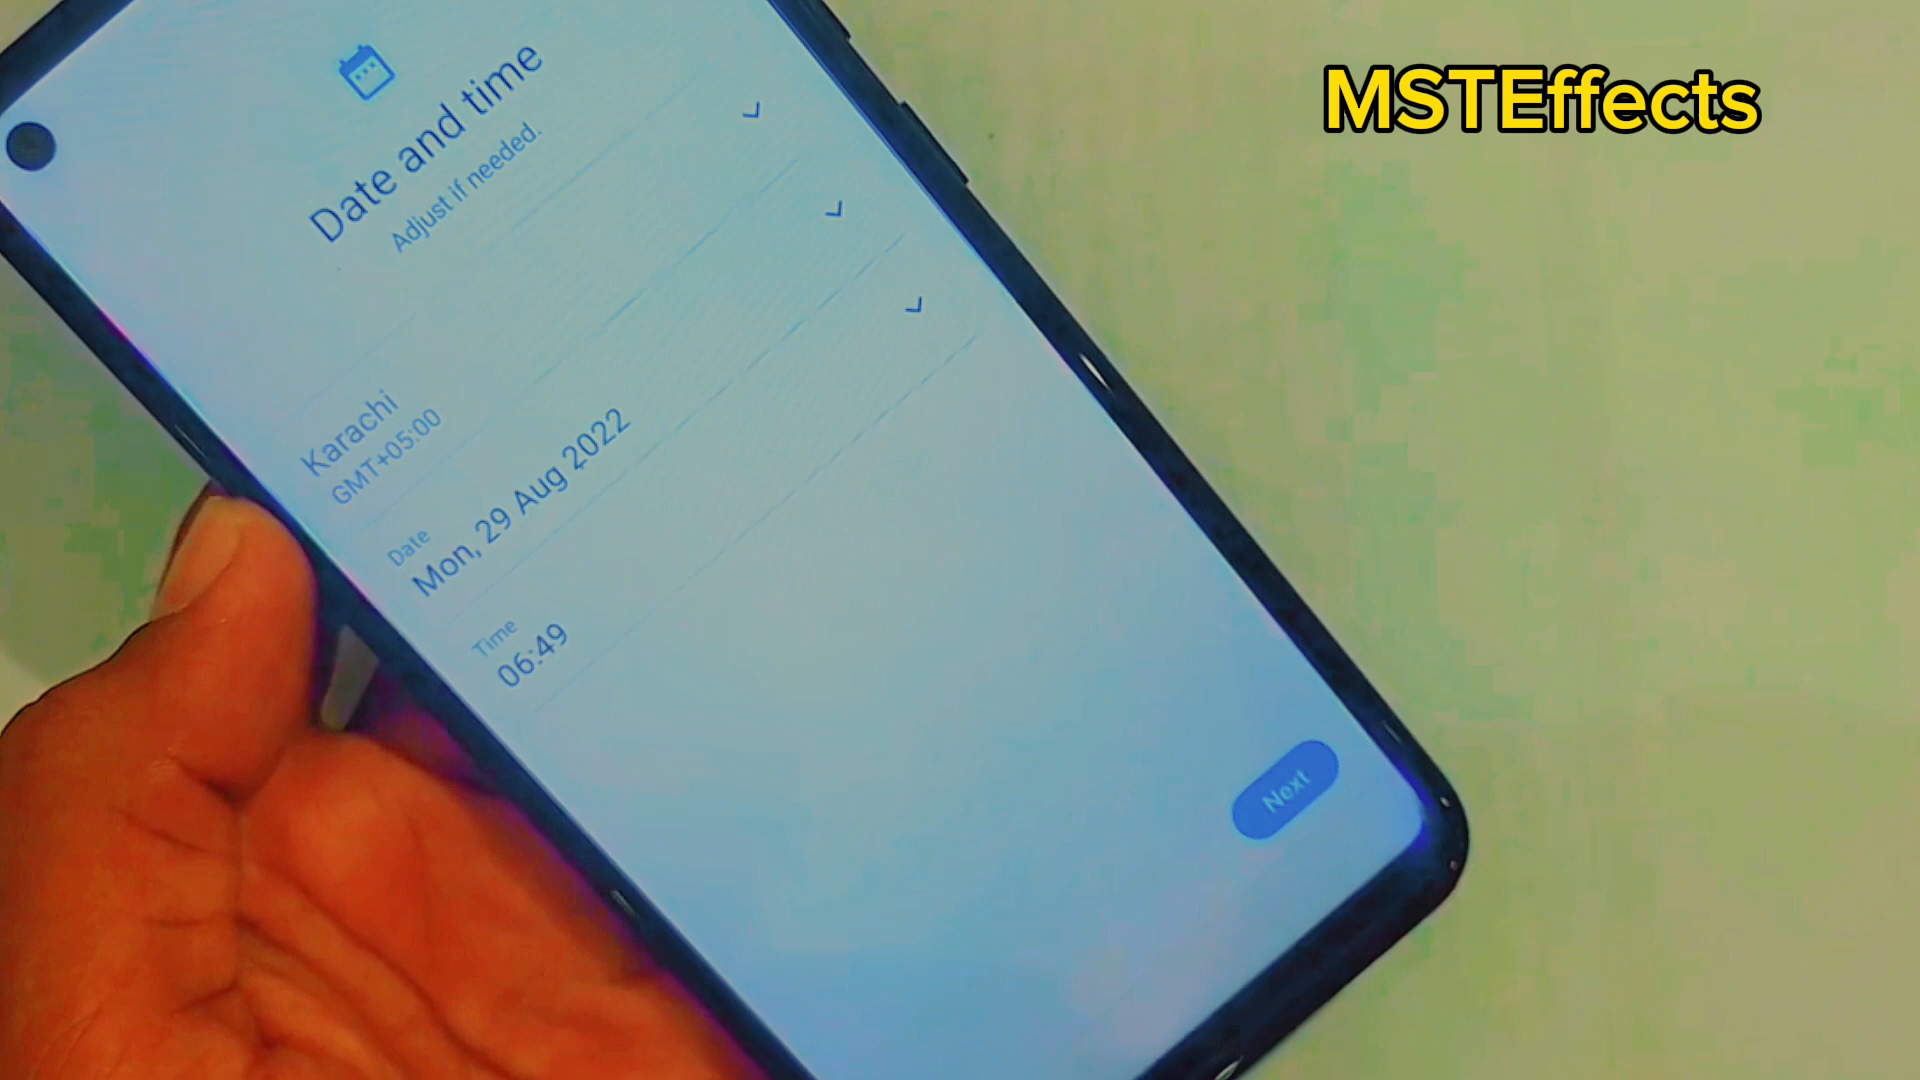 MSTEffects
Date and time
Adjust if needed.
Karachi
GMT+05:00
Date
Mon, 29 Aug 2022
Time
06:49
Next